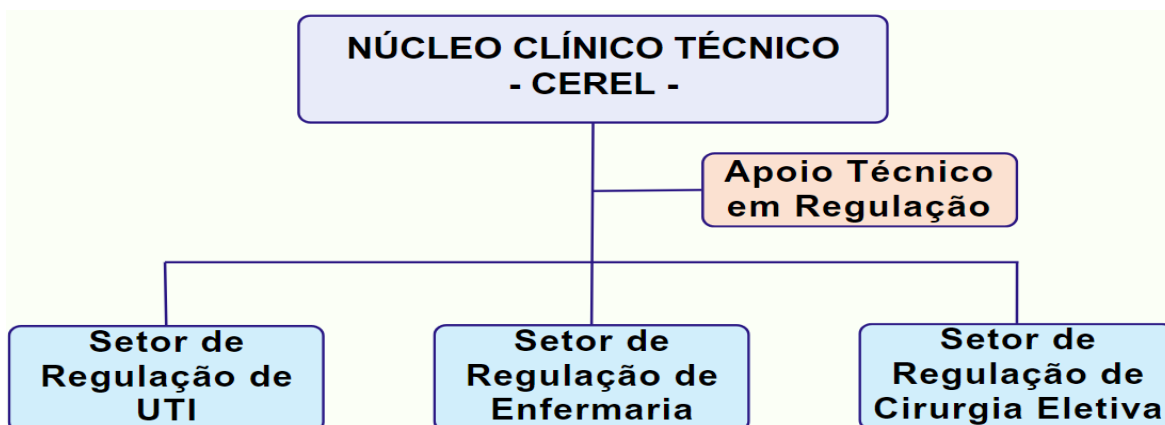 NÚCLEO CLÍNICO TÉCNICO
- CEREL -
Apoio Técnico
em Regulação
Setor de
Regulação de
UTI
Setor de
Regulação de
Enfermaria
Setor de
Regulação de
Cirurgia Eletiva